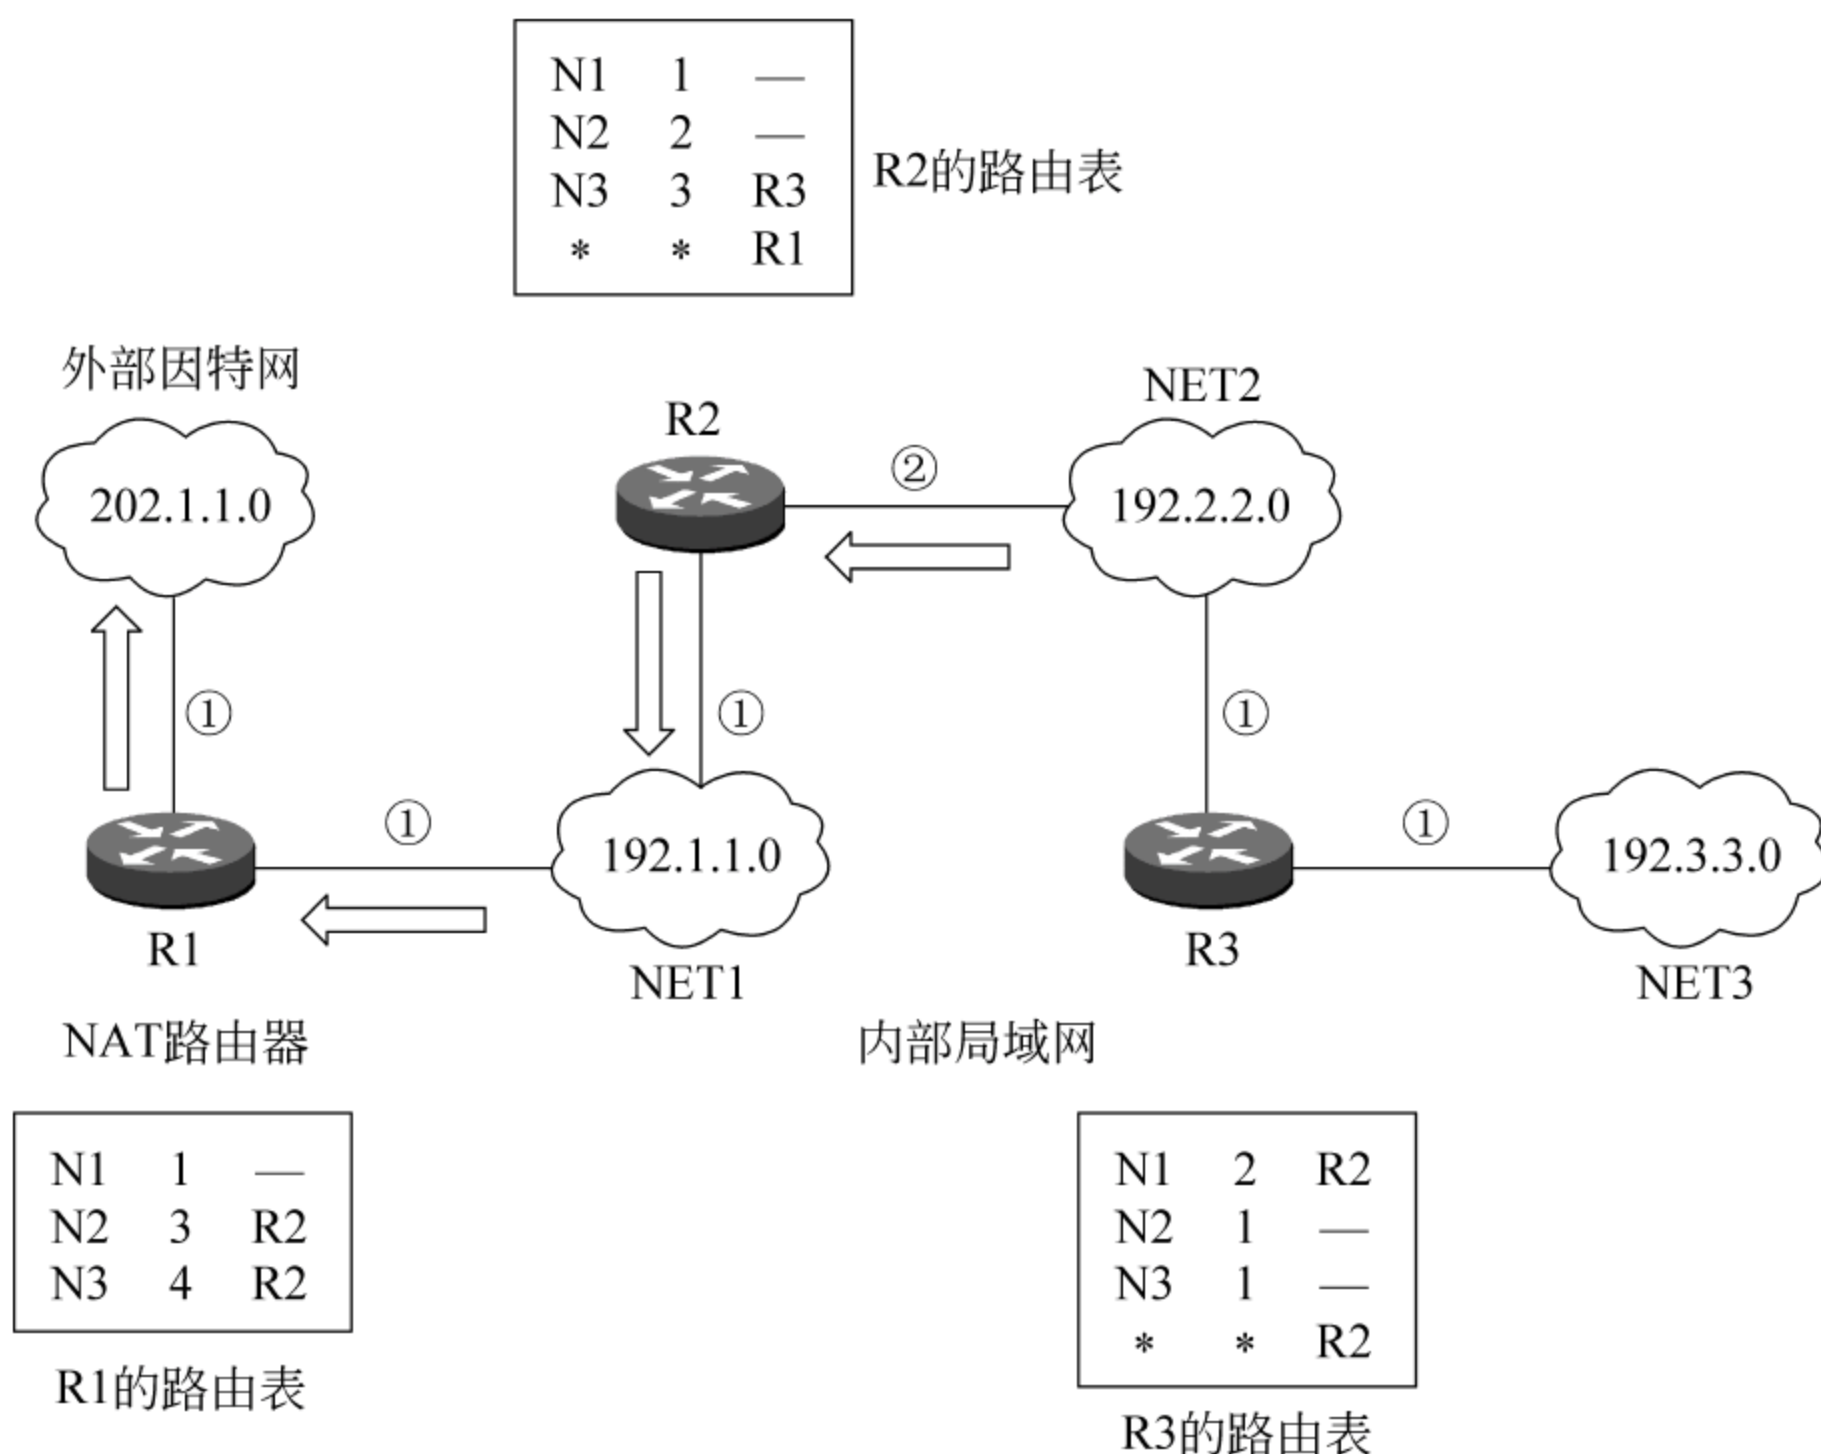 N1 1 —
N2 2 —
N3 3 R3
* * R1
R2的路由表
外部因特网
202.1.1.0
R2
②
NET2
192.2.2.0
①
①
①
R1
①
192.1.1.0
NET1
R3
①
192.3.3.0
NET3
NAT路由器
内部局域网
N1 1 —
N2 3 R2
N3 4 R2
R1的路由表
N1 2 R2
N2 1 —
N3 1 —
* * R2
R3的路由表